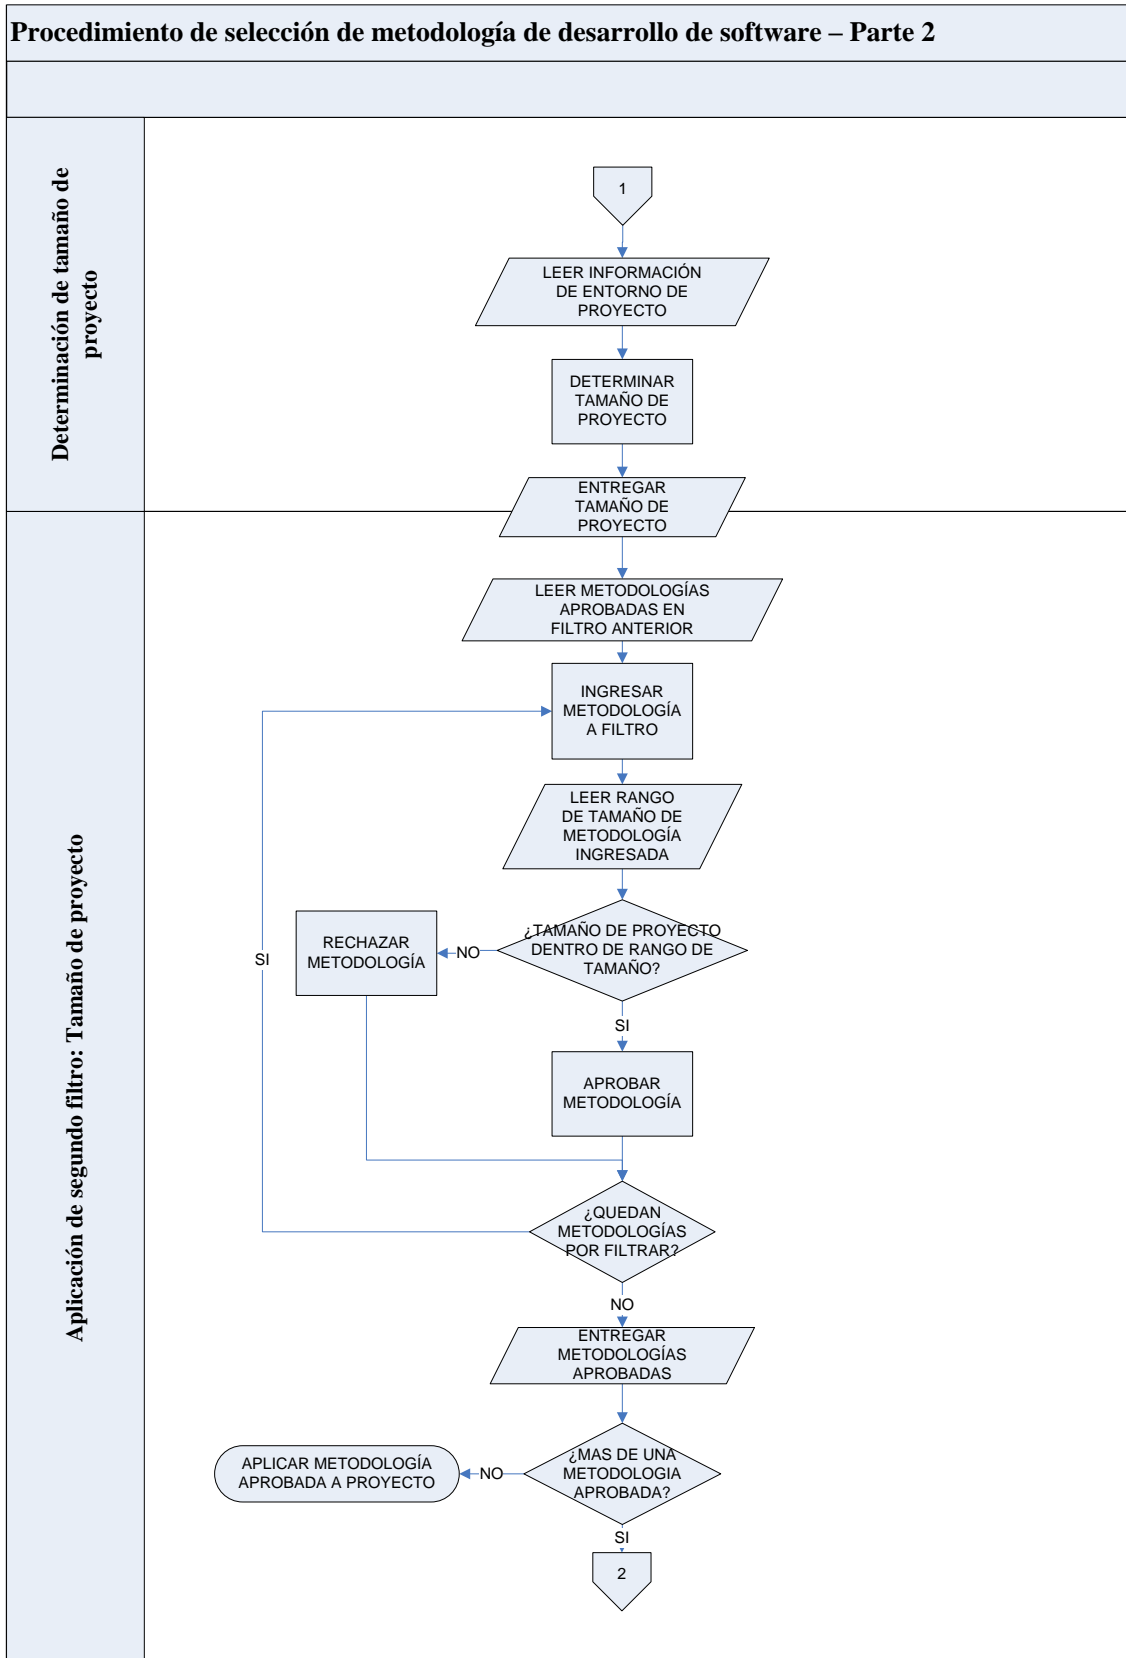 Procedimiento de selección de metodología de desarrollo de software – Parte 2
Determinación de tamaño de
proyecto
1
LEER INFORMACIÓN
DE ENTORNO DE
PROYECTO
DETERMINAR
TAMAÑO DE
PROYECTO
ENTREGAR
TAMAÑO DE
PROYECTO
Aplicación de segundo filtro: Tamaño de proyecto
LEER METODOLOGÍAS
APROBADAS EN
FILTRO ANTERIOR
INGRESAR
METODOLOGÍA
A FILTRO
LEER RANGO
DE TAMAÑO DE
METODOLOGÍA
INGRESADA
¿TAMAÑO DE PROYECTO
DENTRO DE RANGO DE
TAMAÑO?
NO
RECHAZAR
METODOLOGÍA
SI
SI
APROBAR
METODOLOGÍA
¿QUEDAN
METODOLOGÍAS
POR FILTRAR?
NO
ENTREGAR
METODOLOGÍAS
APROBADAS
¿MAS DE UNA
METODOLOGIA
APROBADA?
NO
APLICAR METODOLOGÍA
APROBADA A PROYECTO
SI
2